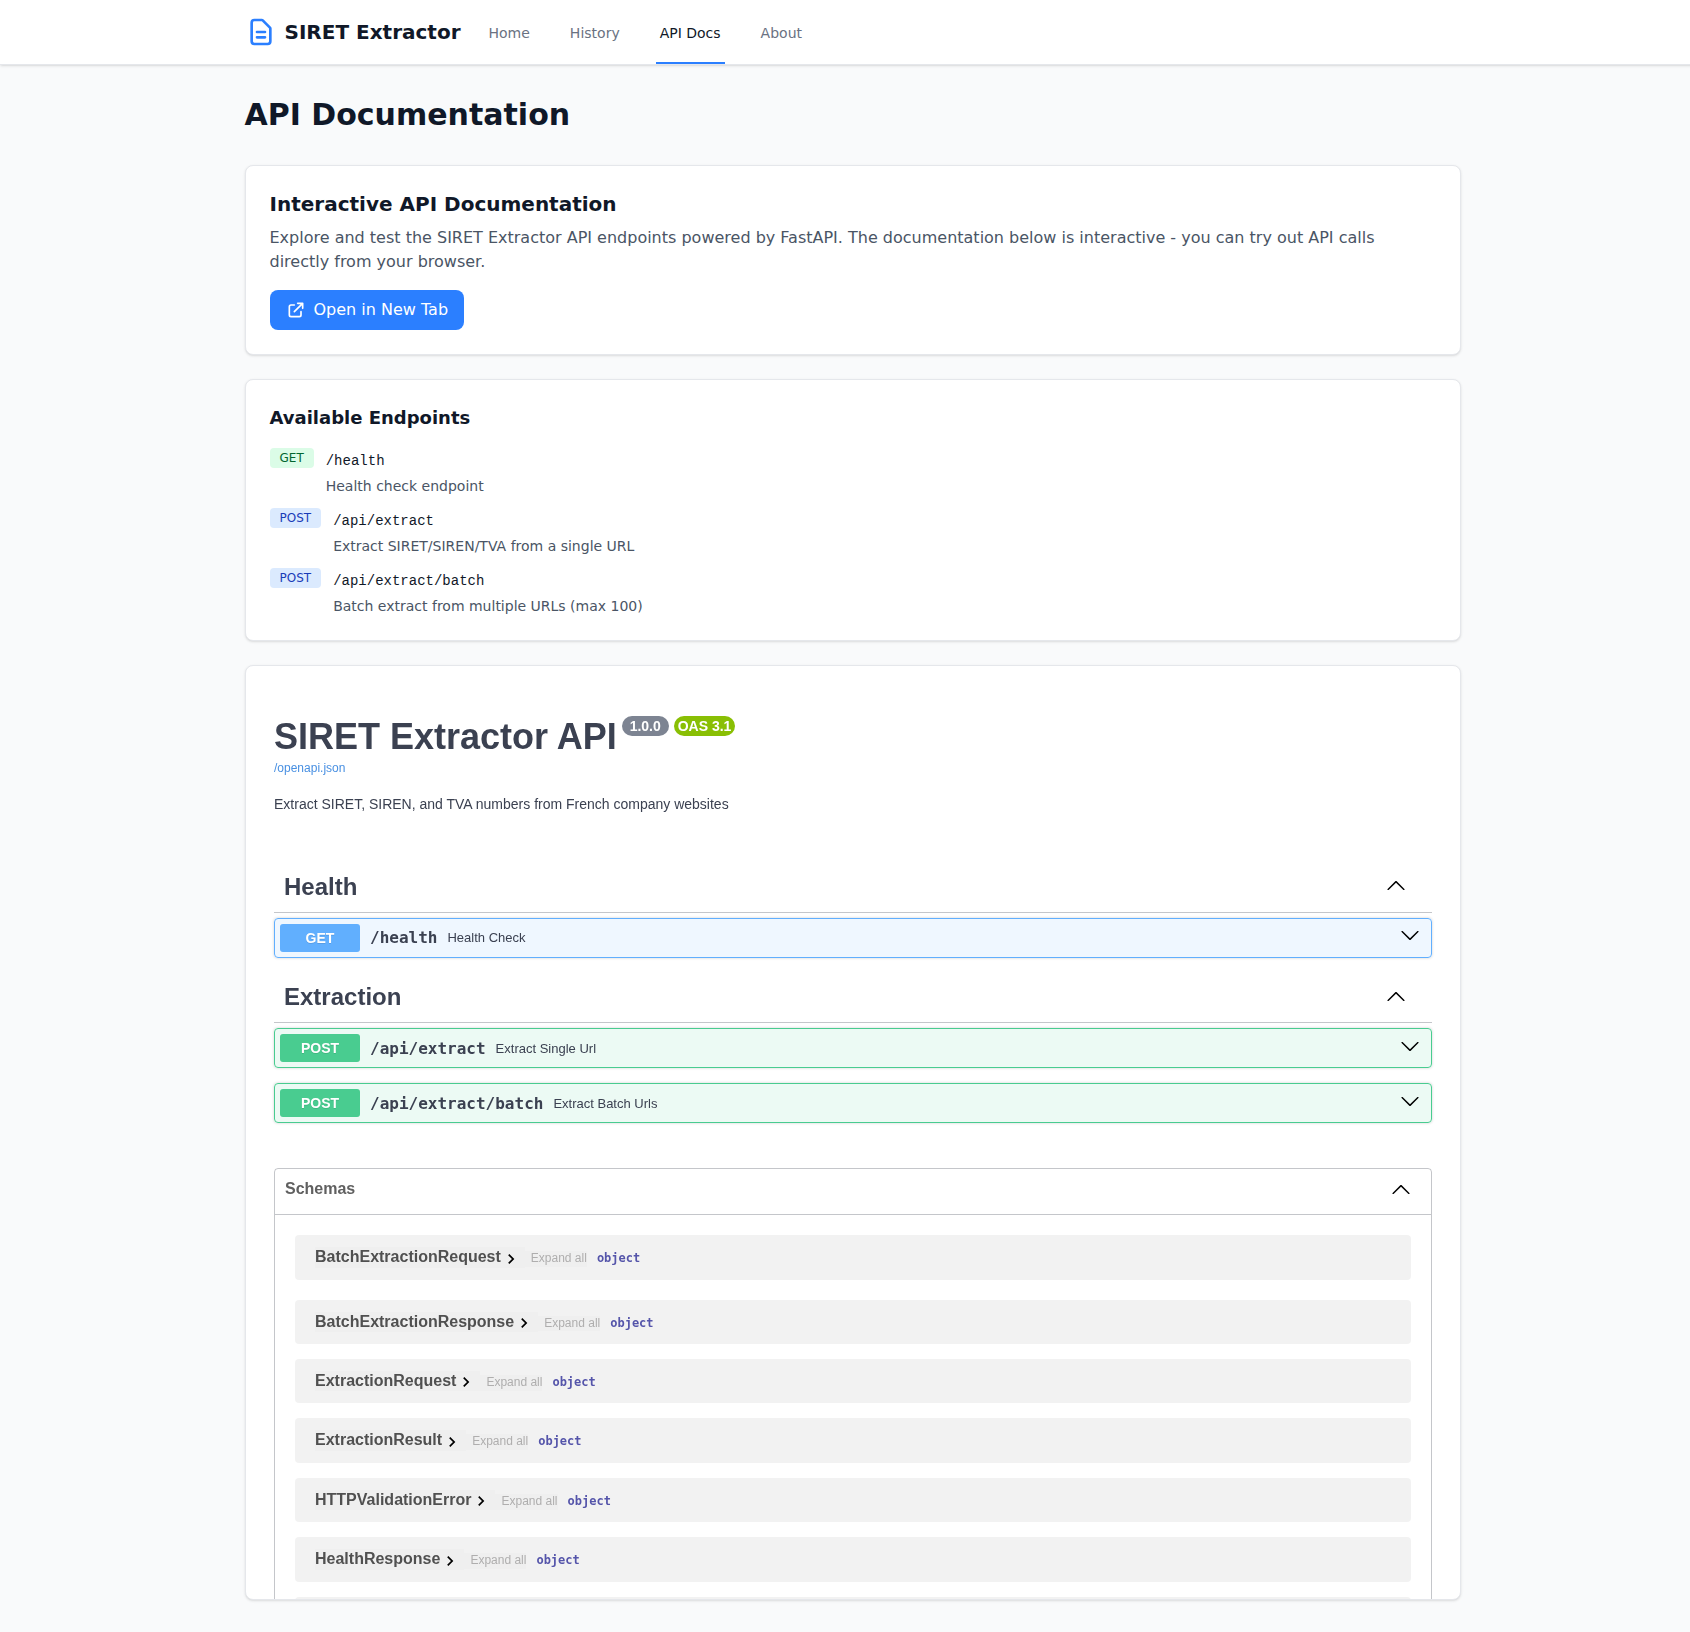 SIRET Extractor Home History API Docs About
API Documentation
Interactive API Documentation
Explore and test the SIRET Extractor API endpoints powered by FastAPI. The documentation below is interactive - you can try out API calls
directly from your browser.
Open in New Tab
Available Endpoints
GET /health
Health check endpoint
POST /api/extract
Extract SIRET/SIREN/TVA from a single URL
POST /api/extract/batch
Batch extract from multiple URLs (max 100)
SIRET Extractor API 1.0.0 OAS 3.1
/openapi.json
Extract SIRET, SIREN, and TVA numbers from French company websites
Health
GET /health Health Check
Extraction
POST /api/extract Extract Single Url
POST /api/extract/batch Extract Batch Urls
Schemas
BatchExtractionRequest Expand all object
BatchExtractionResponse Expand all object
ExtractionRequest Expand all object
ExtractionResult Expand all object
HTTPValidationError Expand all object
HealthResponse Expand all object